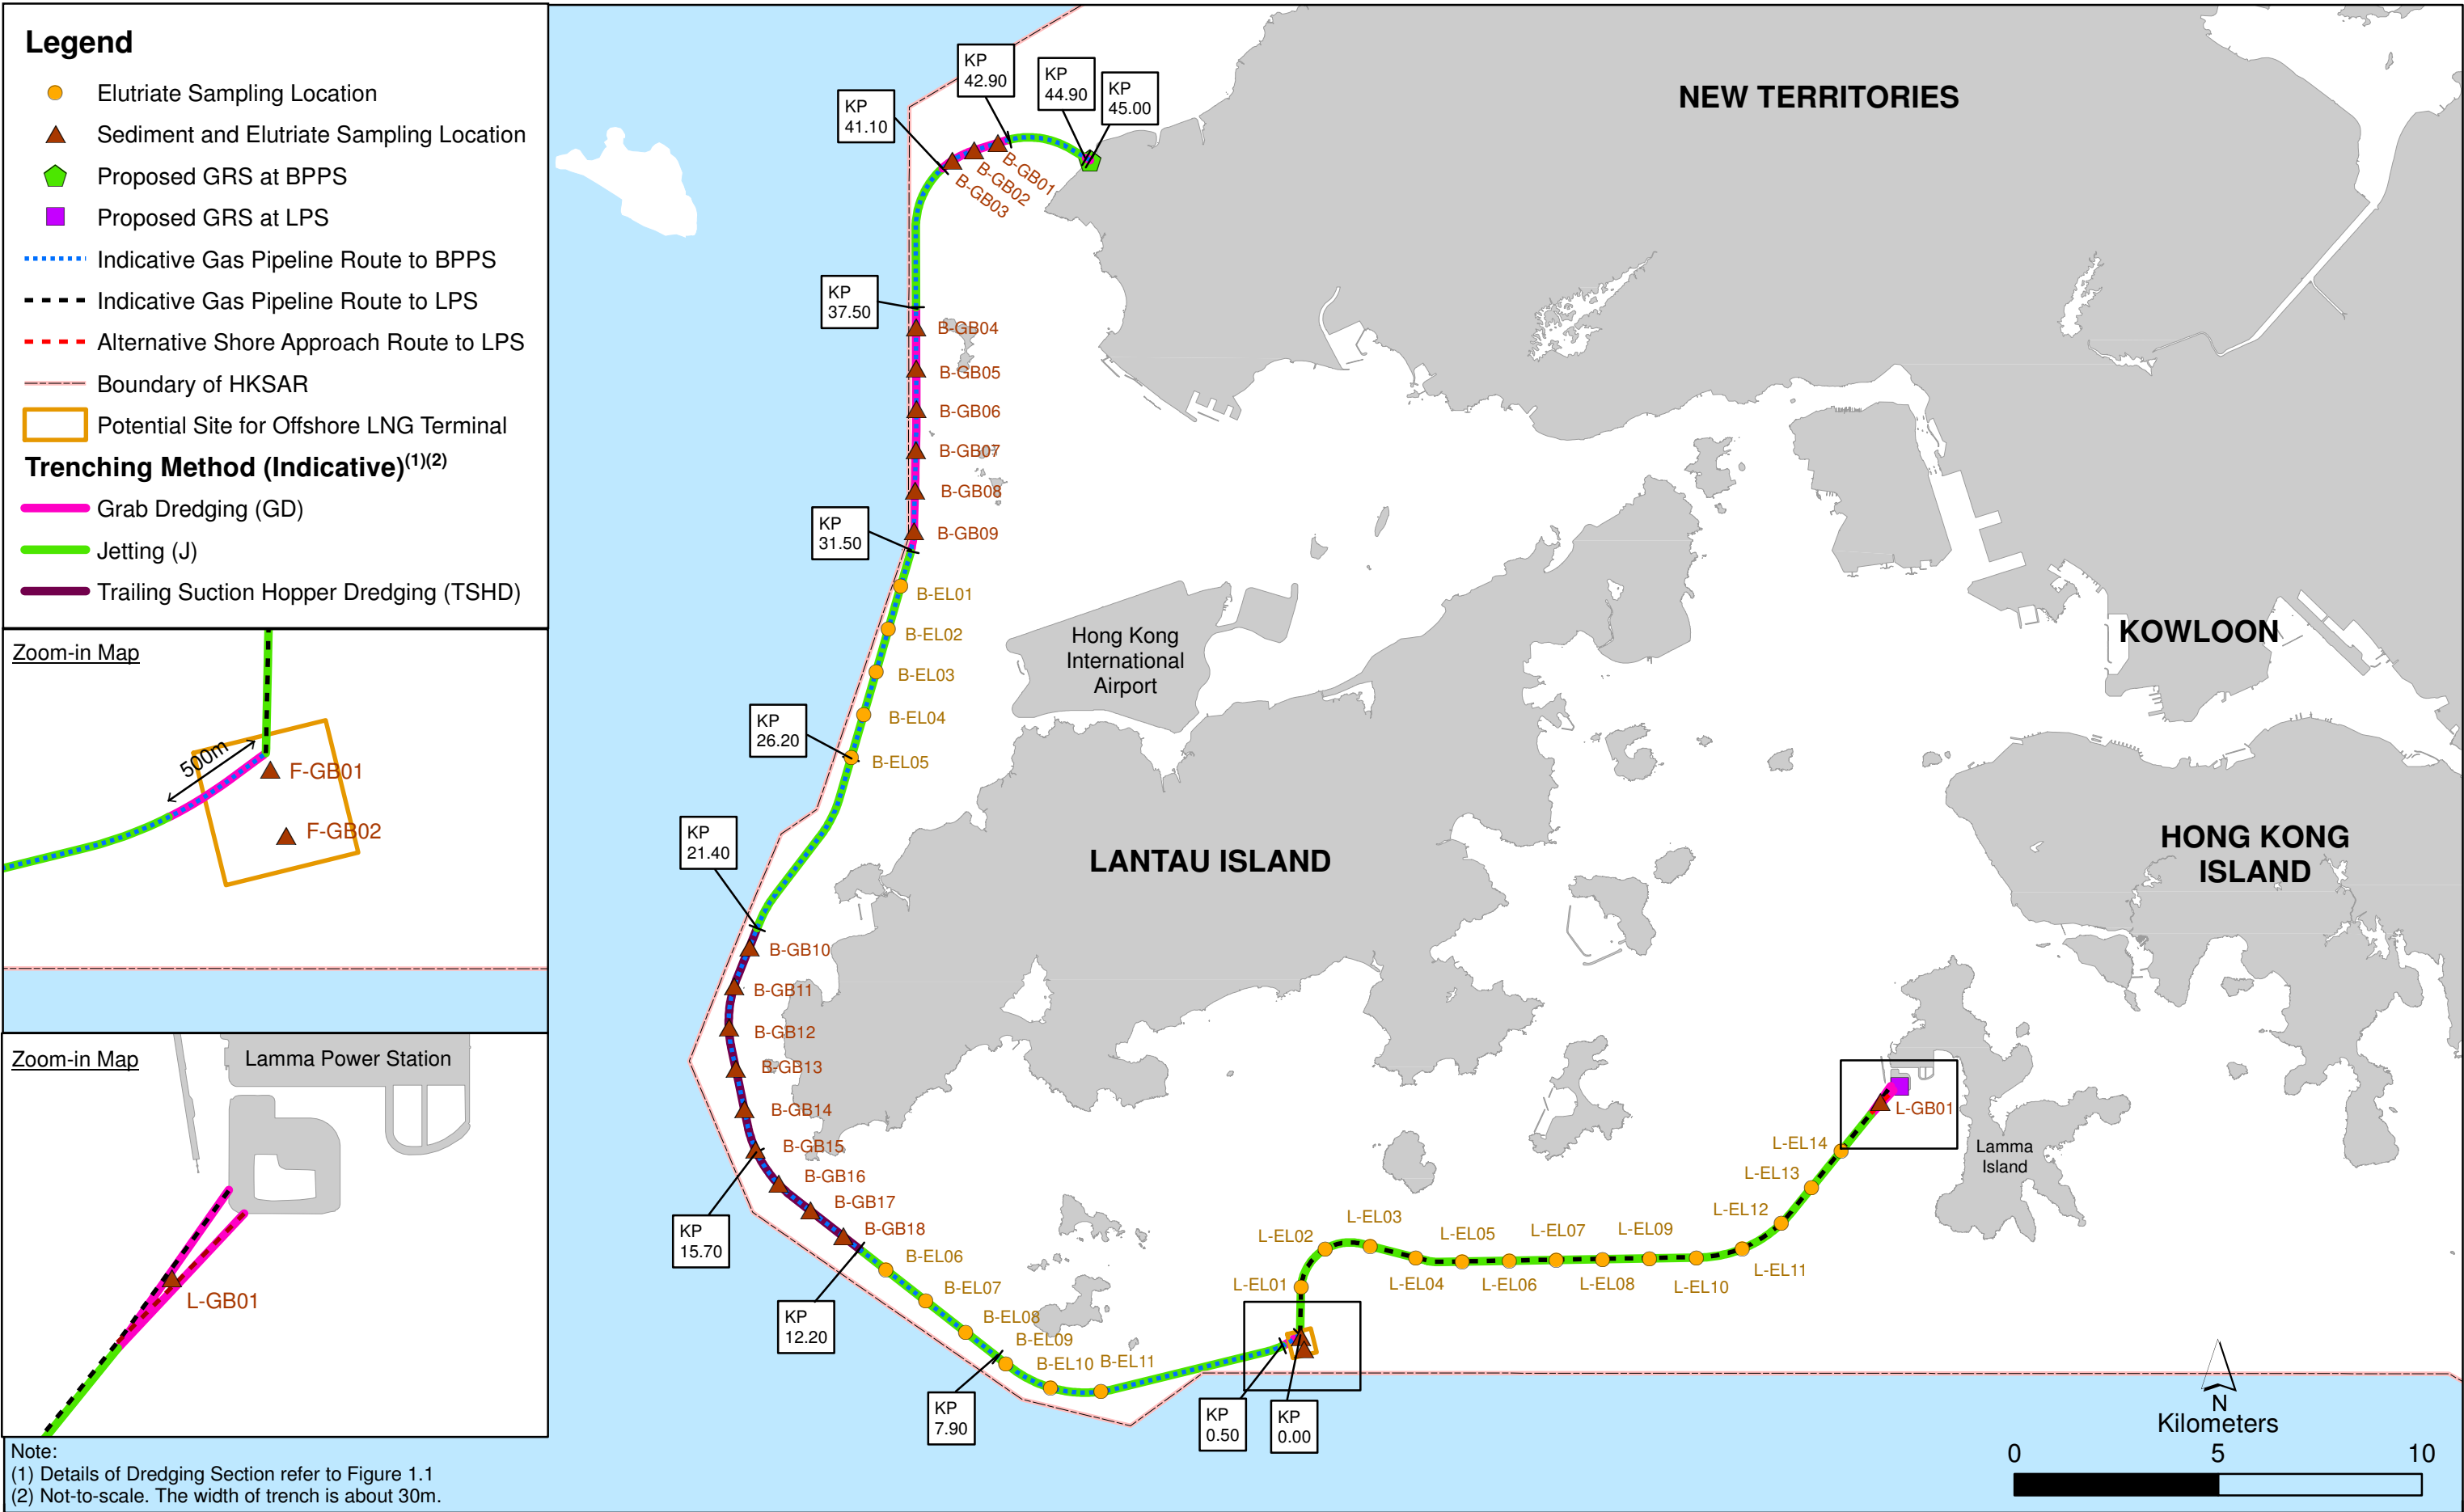 Legend
Elutriate Sampling Location
Sediment and Elutriate Sampling Location
Proposed GRS at BPPS
Proposed GRS at LPS
Indicative Gas Pipeline Route to BPPS
Indicative Gas Pipeline Route to LPS
Alternative Shore Approach Route to LPS
Boundary of HKSAR
Potential Site for Offshore LNG Terminal
Trenching Method (Indicative)(1)(2)
Grab Dredging (GD)
Jetting (J)
Trailing Suction Hopper Dredging (TSHD)
Zoom-in Map
500m
F-GB01
F-GB02
Zoom-in Map
Lamma Power Station
L-GB01
Note:
(1) Details of Dredging Section refer to Figure 1.1
(2) Not-to-scale. The width of trench is about 30m.
KP
42.90
KP
44.90
KP
45.00
KP
41.10
B-GB01
B-GB02
B-GB03
NEW TERRITORIES
KP
37.50
B-GB04
B-GB05
B-GB06
B-GB07
B-GB08
B-GB09
KP
31.50
B-EL01
B-EL02
B-EL03
B-EL04
B-EL05
KP
26.20
Hong Kong
International
Airport
KOWLOON
KP
21.40
LANTAU ISLAND
HONG KONG
ISLAND
B-GB10
B-GB11
B-GB12
B-GB13
B-GB14
B-GB15
B-GB16
B-GB17
B-GB18
KP
15.70
KP
12.20
B-EL06
B-EL07
B-EL08
B-EL09
B-EL10
B-EL11
KP
7.90
KP
0.50
KP
0.00
L-EL01
L-EL02
L-EL03
L-EL04
L-EL05
L-EL06
L-EL07
L-EL08
L-EL09
L-EL10
L-EL11
L-EL12
L-EL13
L-EL14
L-GB01
Lamma
Island
N
Kilometers
0 5 10